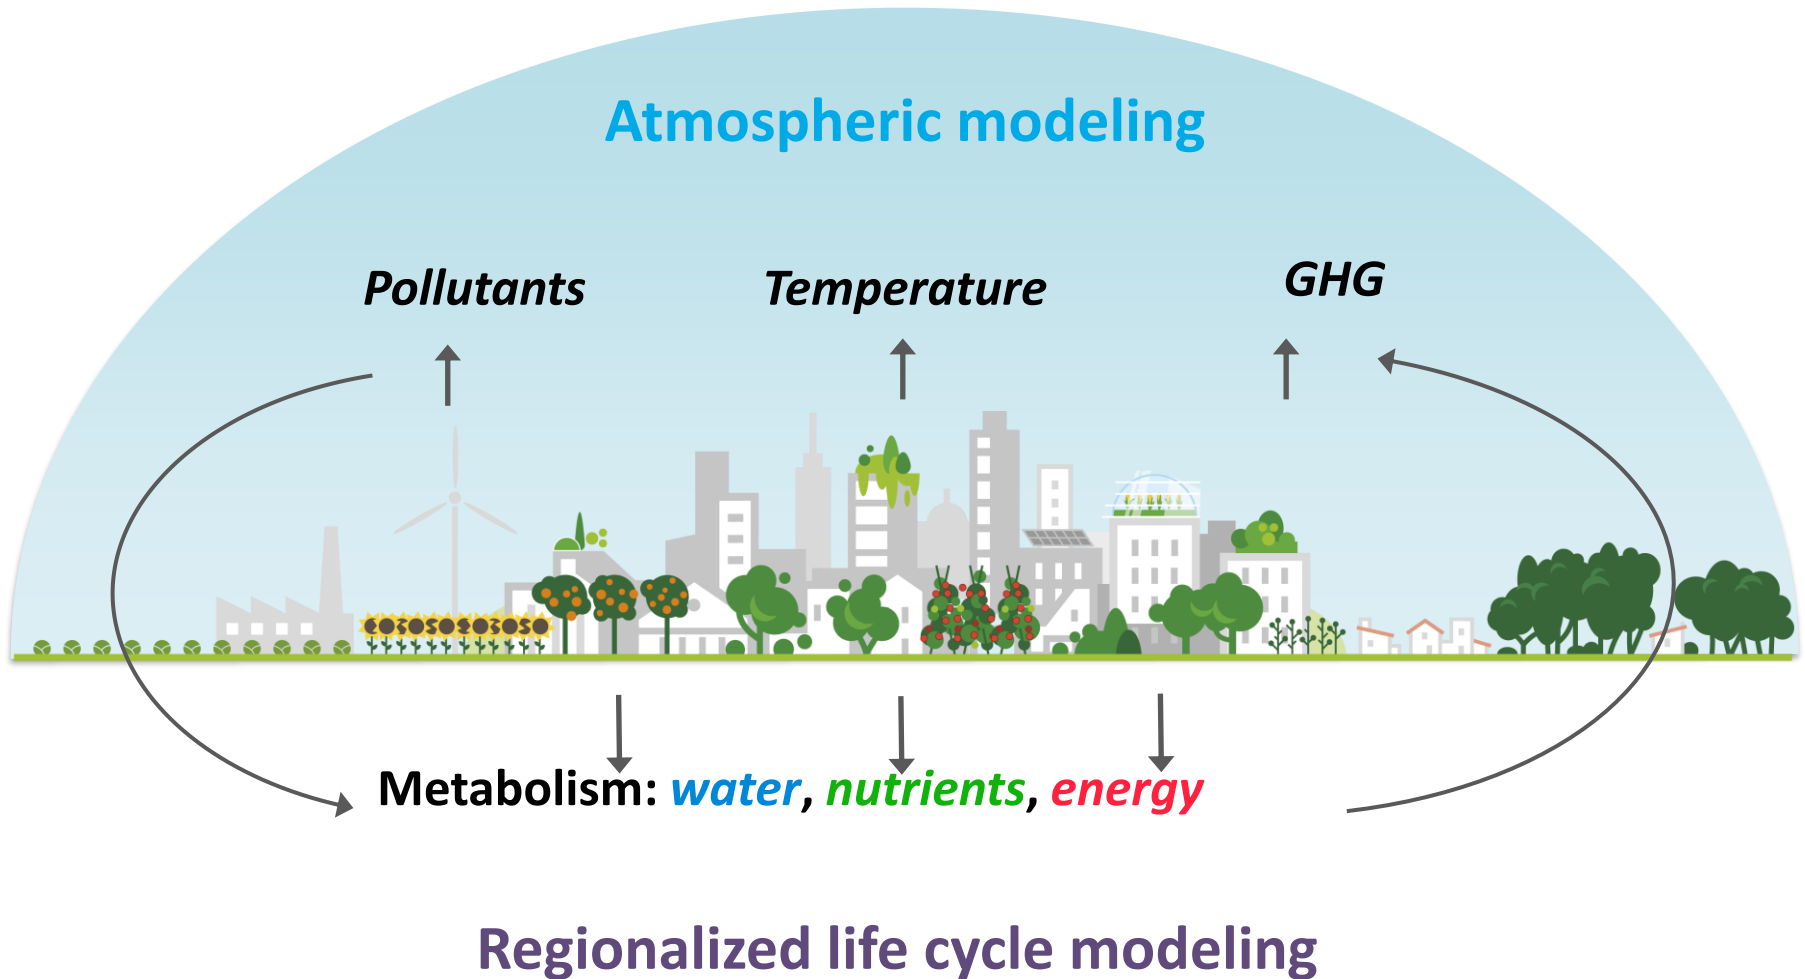 Atmospheric modeling
Pollutants Temperature GHG
Metabolism: water, nutrients, energy
Regionalized life cycle modeling